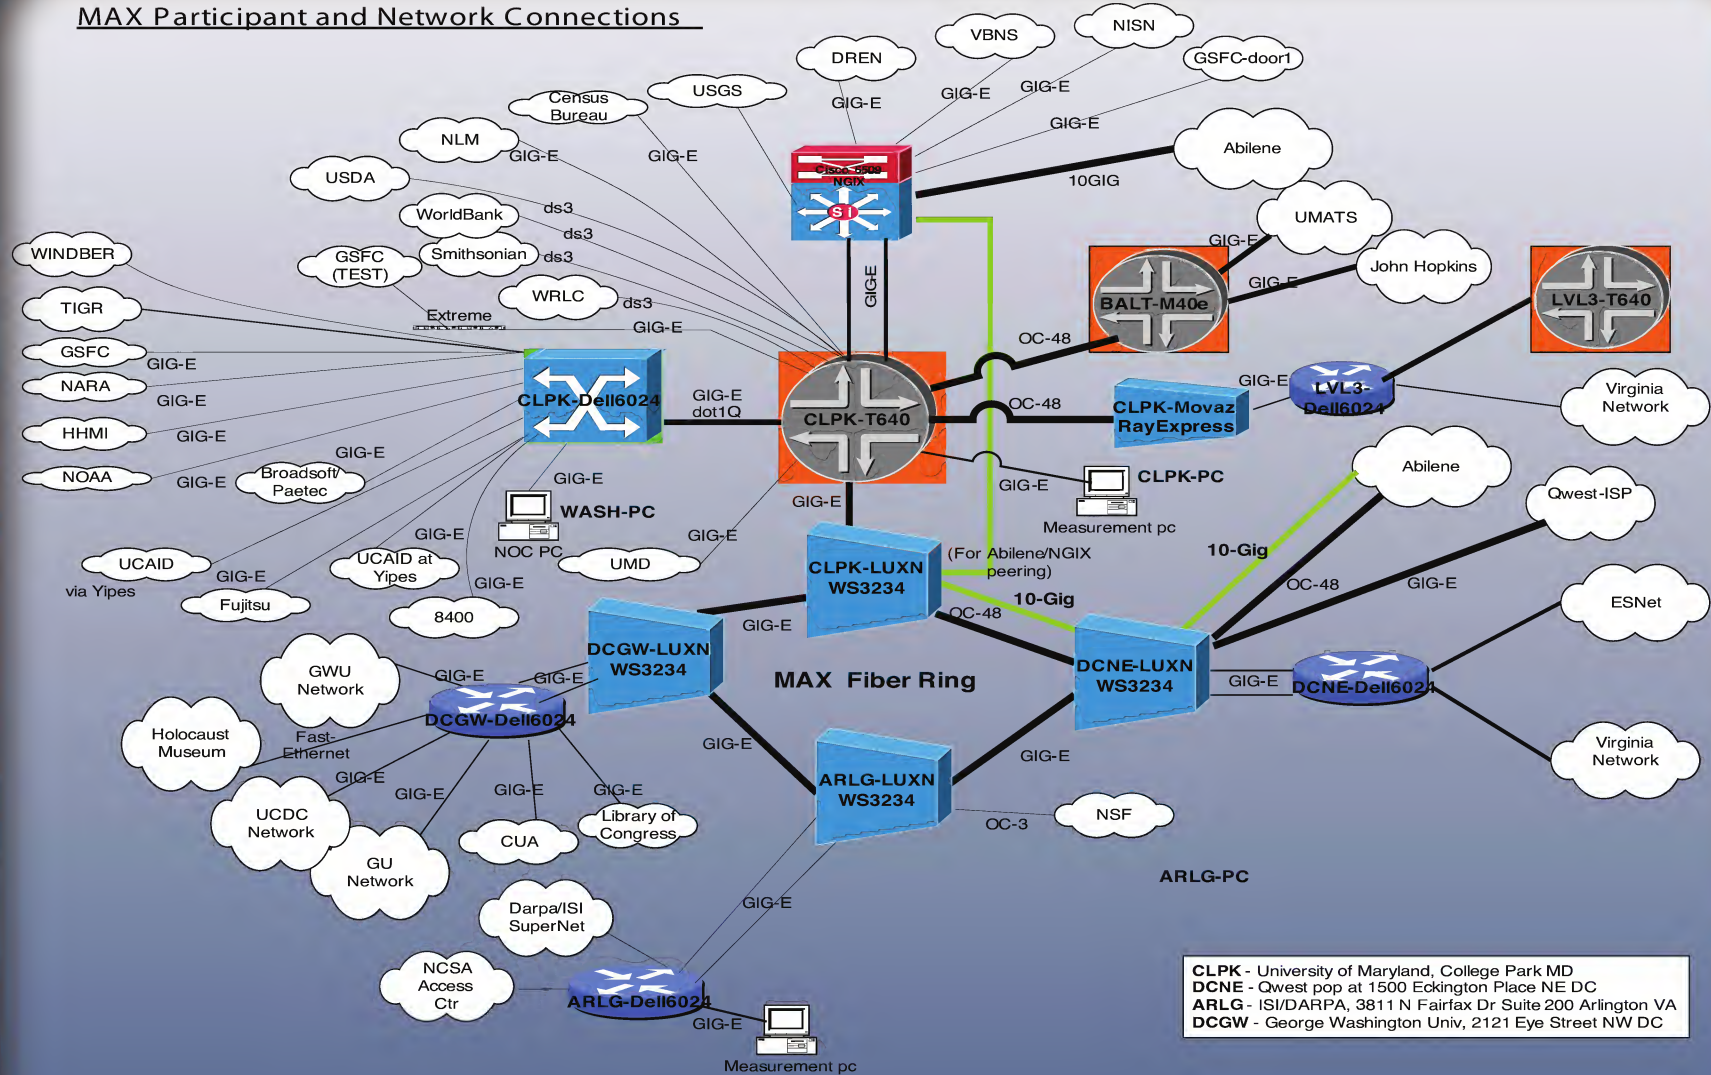 MAX Participant and Network Connections
DREN
VBNS
NISN
GSFC-door1
USGS
Census
Bureau
NLM
USDA
WorldBank
Smithsonian
GSFC
(TEST)
WRLC
WINDBER
TIGR
GSFC
NARA
HHMI
NOAA
Broadsoft/
Paetec
UCAID
via Yipes
Fujitsu
UCAID at
Yipes
8400
UMD
Extreme
GIG-E
GIG-E
GIG-E
GIG-E
GIG-E
GIG-E
ds3
ds3
ds3
ds3
GIG-E
Cisco-6509
NGIX
SI
10GIG
Abilene
UMATS
GIG-E
John Hopkins
GIG-E
BALT-M40e
LVL3-T640
GIG-E
OC-48
OC-48
GIG-E
LVL3-
Dell6024
Virginia
Network
CLPK-Movaz
RayExpress
CLPK-T640
GIG-E
dot1Q
CLPK-Dell6024
GIG-E
GIG-E
GIG-E
GIG-E
GIG-E
GIG-E
GIG-E
GIG-E
GIG-E
WASH-PC
NOC PC
GIG-E
GIG-E
GIG-E
GIG-E
CLPK-PC
Measurement pc
Abilene
Qwest-ISP
CLPK-LUXN
WS3234
(For Abilene/NGIX
peering)
10-Gig
10-Gig
OC-48
OC-48
GIG-E
ESNet
DCGW-LUXN
WS3234
GIG-E
MAX Fiber Ring
DCNE-LUXN
WS3234
GIG-E
DCNE-Dell6024
Virginia
Network
GWU
Network
GIG-E
GIG-E
DCGW-Dell6024
Holocaust
Museum
Fast-
Ethernet
GIG-E
GIG-E
GIG-E
GIG-E
UCDC
Network
GU
Network
CUA
Library of
Congress
GIG-E
GIG-E
ARLG-LUXN
WS3234
OC-3
NSF
ARLG-PC
GIG-E
Darpa/ISI
SuperNet
NCSA
Access
Ctr
ARLG-Dell6024
GIG-E
Measurement pc
CLPK - University of Maryland, College Park MD
DCNE - Qwest pop at 1500 Eckington Place NE DC
ARLG - ISI/DARPA, 3811 N Fairfax Dr Suite 200 Arlington VA
DCGW - George Washington Univ, 2121 Eye Street NW DC